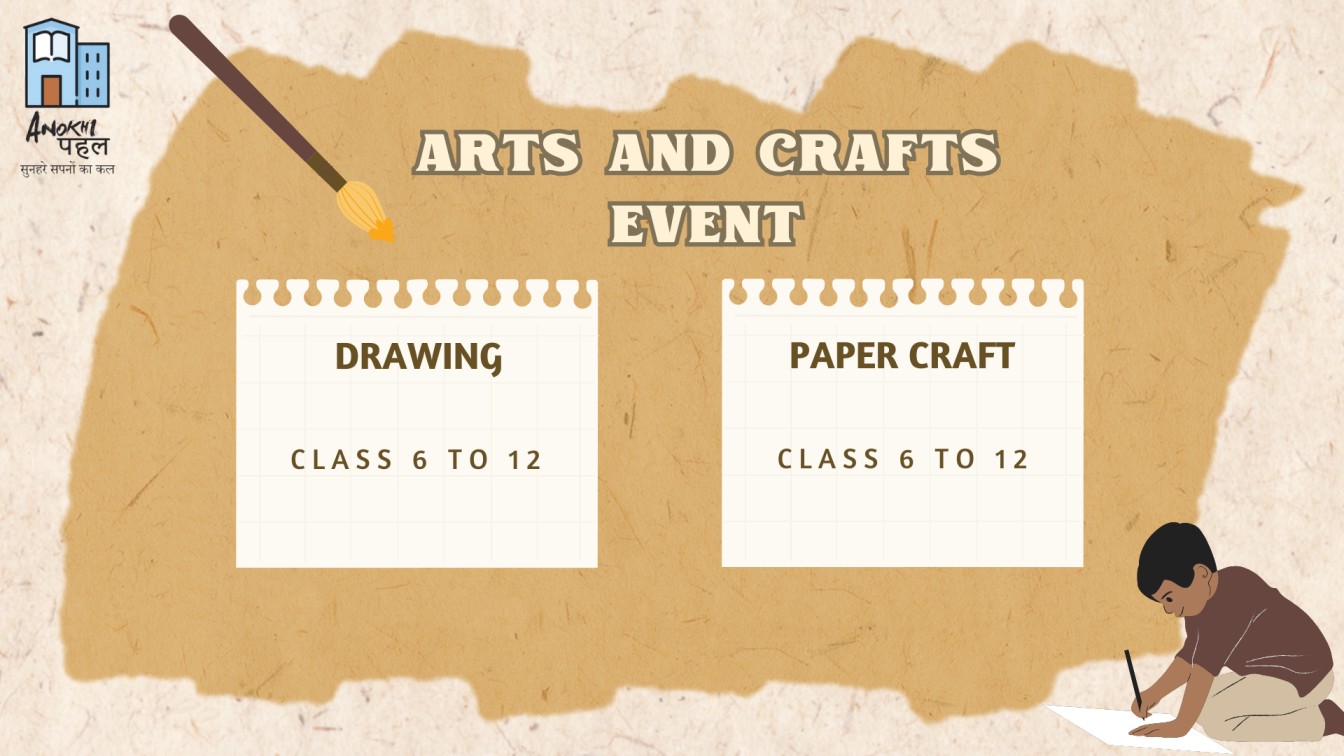 ANOKHI
पहल
सुनहरे सपनों का कल
ARTS AND CRAFTS
EVENT
DRAWING
CLASS 6 TO 12
PAPER CRAFT
CLASS 6 TO 12